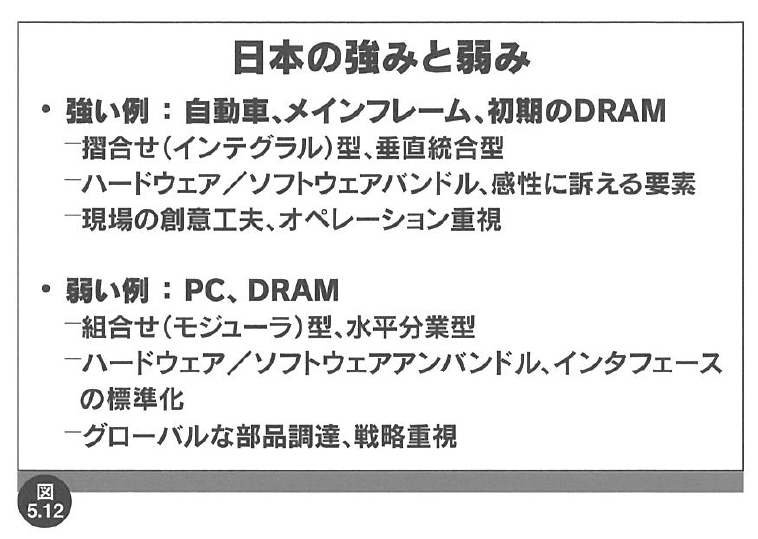 日本の強みと弱み
• 強い例：自動車、メインフレーム、初期のDRAM
－摺合せ（インテグラル）型、垂直統合型
－ハードウェア／ソフトウェアバンドル、感性に訴える要素
－現場の創意工夫、オペレーション重視
• 弱い例：PC、DRAM
－組合せ（モジューラ）型、水平分業型
－ハードウェア／ソフトウェアアンバンドル、インタフェース
の標準化
－グローバルな部品調達、戦略重視
図
5.12